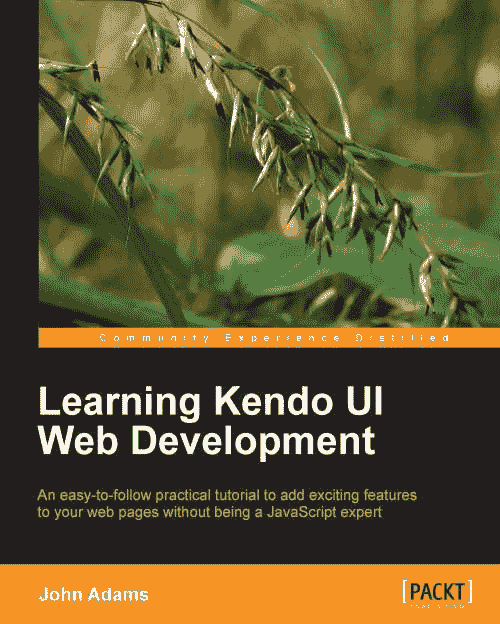 Community Experience Distilled
Learning Kendo UI
Web Development
An easy-to-follow practical tutorial to add exciting features
to your web pages without being a JavaScript expert
John Adams
[PACKT]
PUBLISHING